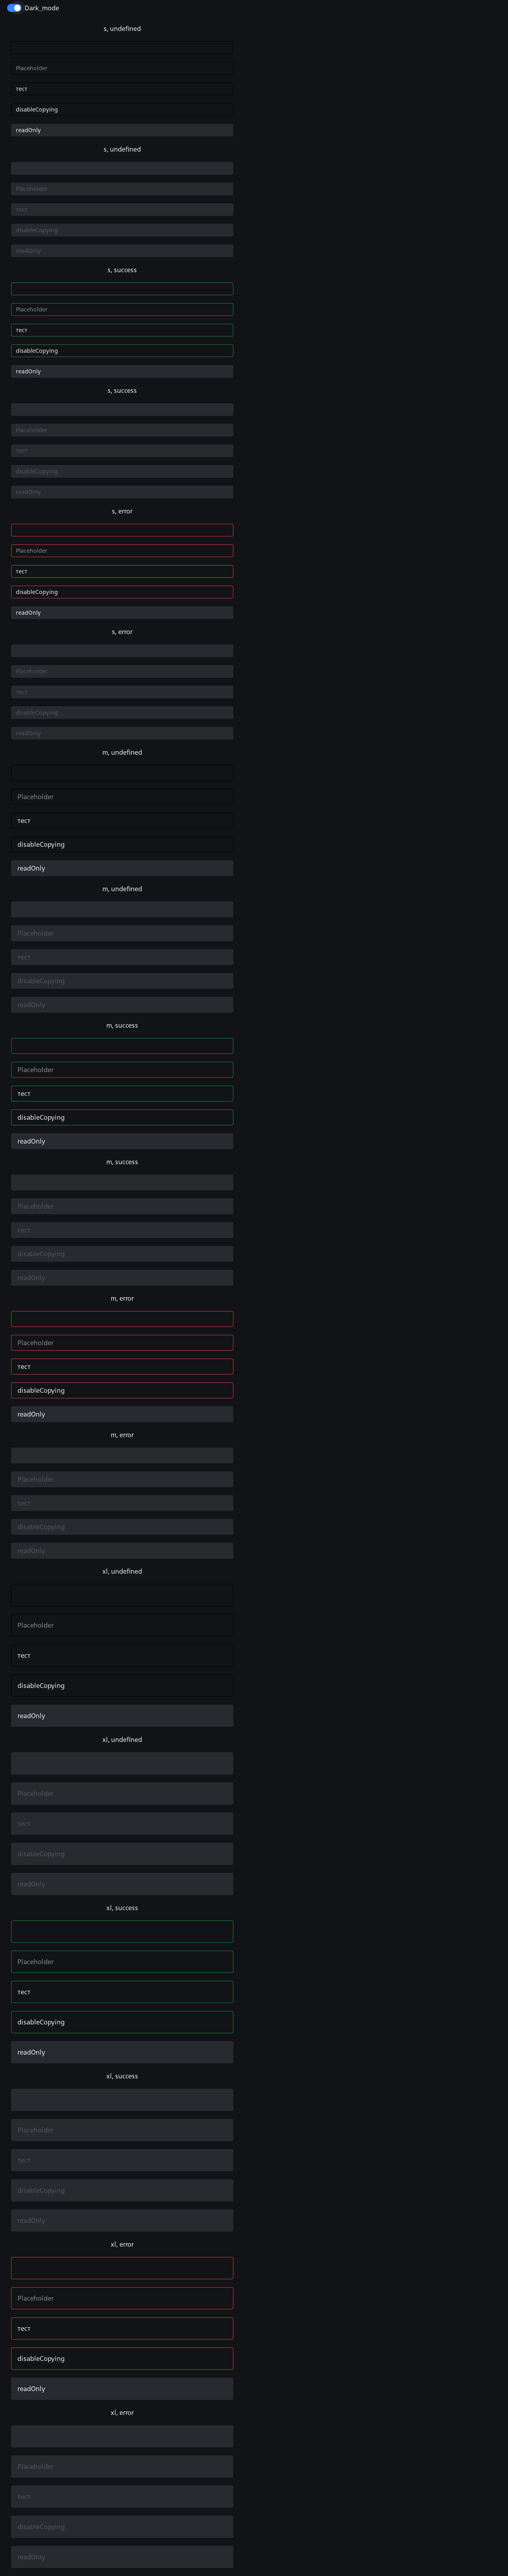 Dark_mode
s, undefined
Placeholder
тест
disableCopying
readOnly
s, undefined
Placeholder
тест
disableCopying
readOnly
s, success
Placeholder
тест
disableCopying
readOnly
s, success
Placeholder
тест
disableCopying
readOnly
s, error
Placeholder
тест
disableCopying
readOnly
s, error
Placeholder
тест
disableCopying
readOnly
m, undefined
Placeholder
тест
disableCopying
readOnly
m, undefined
Placeholder
тест
disableCopying
readOnly
m, success
Placeholder
тест
disableCopying
readOnly
m, success
Placeholder
тест
disableCopying
readOnly
m, error
Placeholder
тест
disableCopying
readOnly
m, error
Placeholder
тест
disableCopying
readOnly
xl, undefined
Placeholder
тест
disableCopying
readOnly
xl, undefined
Placeholder
тест
disableCopying
readOnly
xl, success
Placeholder
тест
disableCopying
readOnly
xl, success
Placeholder
тест
disableCopying
readOnly
xl, error
Placeholder
тест
disableCopying
readOnly
xl, error
Placeholder
тест
disableCopying
readOnly